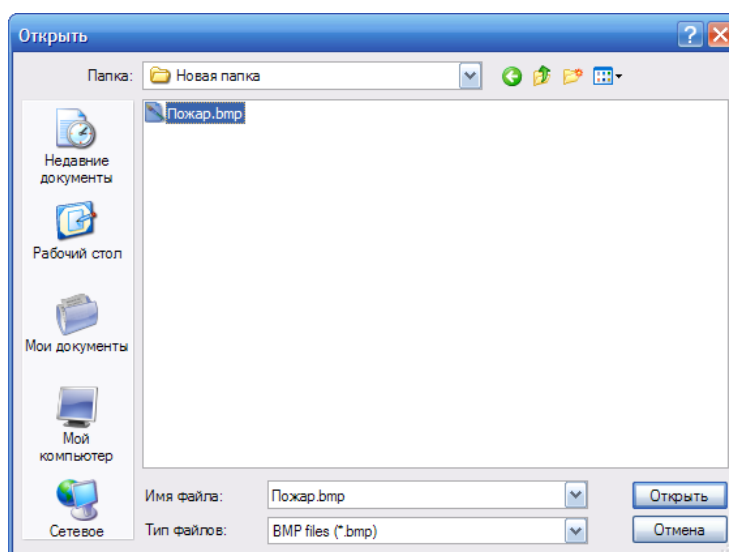 Открыть
Папка: Новая папка
Пожар.bmp
Недавние
документы
Рабочий стол
Мои документы
Мой
компьютер
Сетевое
Имя файла: Пожар.bmp Открыть
Тип файлов: BMP files (*.bmp) Отмена